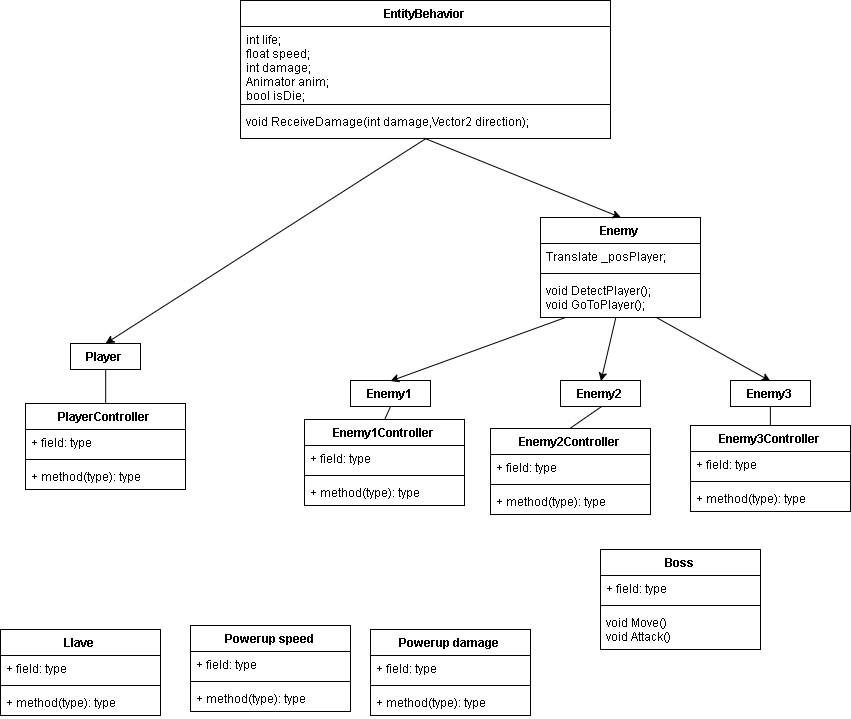 EntityBehavior
int life;
float speed;
int damage;
Animator anim;
bool isDie;
void ReceiveDamage(int damage,Vector2 direction);
Enemy
Translate _posPlayer;
void DetectPlayer();
void GoToPlayer();
Player
PlayerController
+ field: type
+ method(type): type
Enemy1
Enemy1Controller
+ field: type
+ method(type): type
Enemy2
Enemy2Controller
+ field: type
+ method(type): type
Enemy3
Enemy3Controller
+ field: type
+ method(type): type
Boss
+ field: type
void Move()
void Attack()
Llave
+ field: type
+ method(type): type
Powerup speed
+ field: type
+ method(type): type
Powerup damage
+ field: type
+ method(type): type